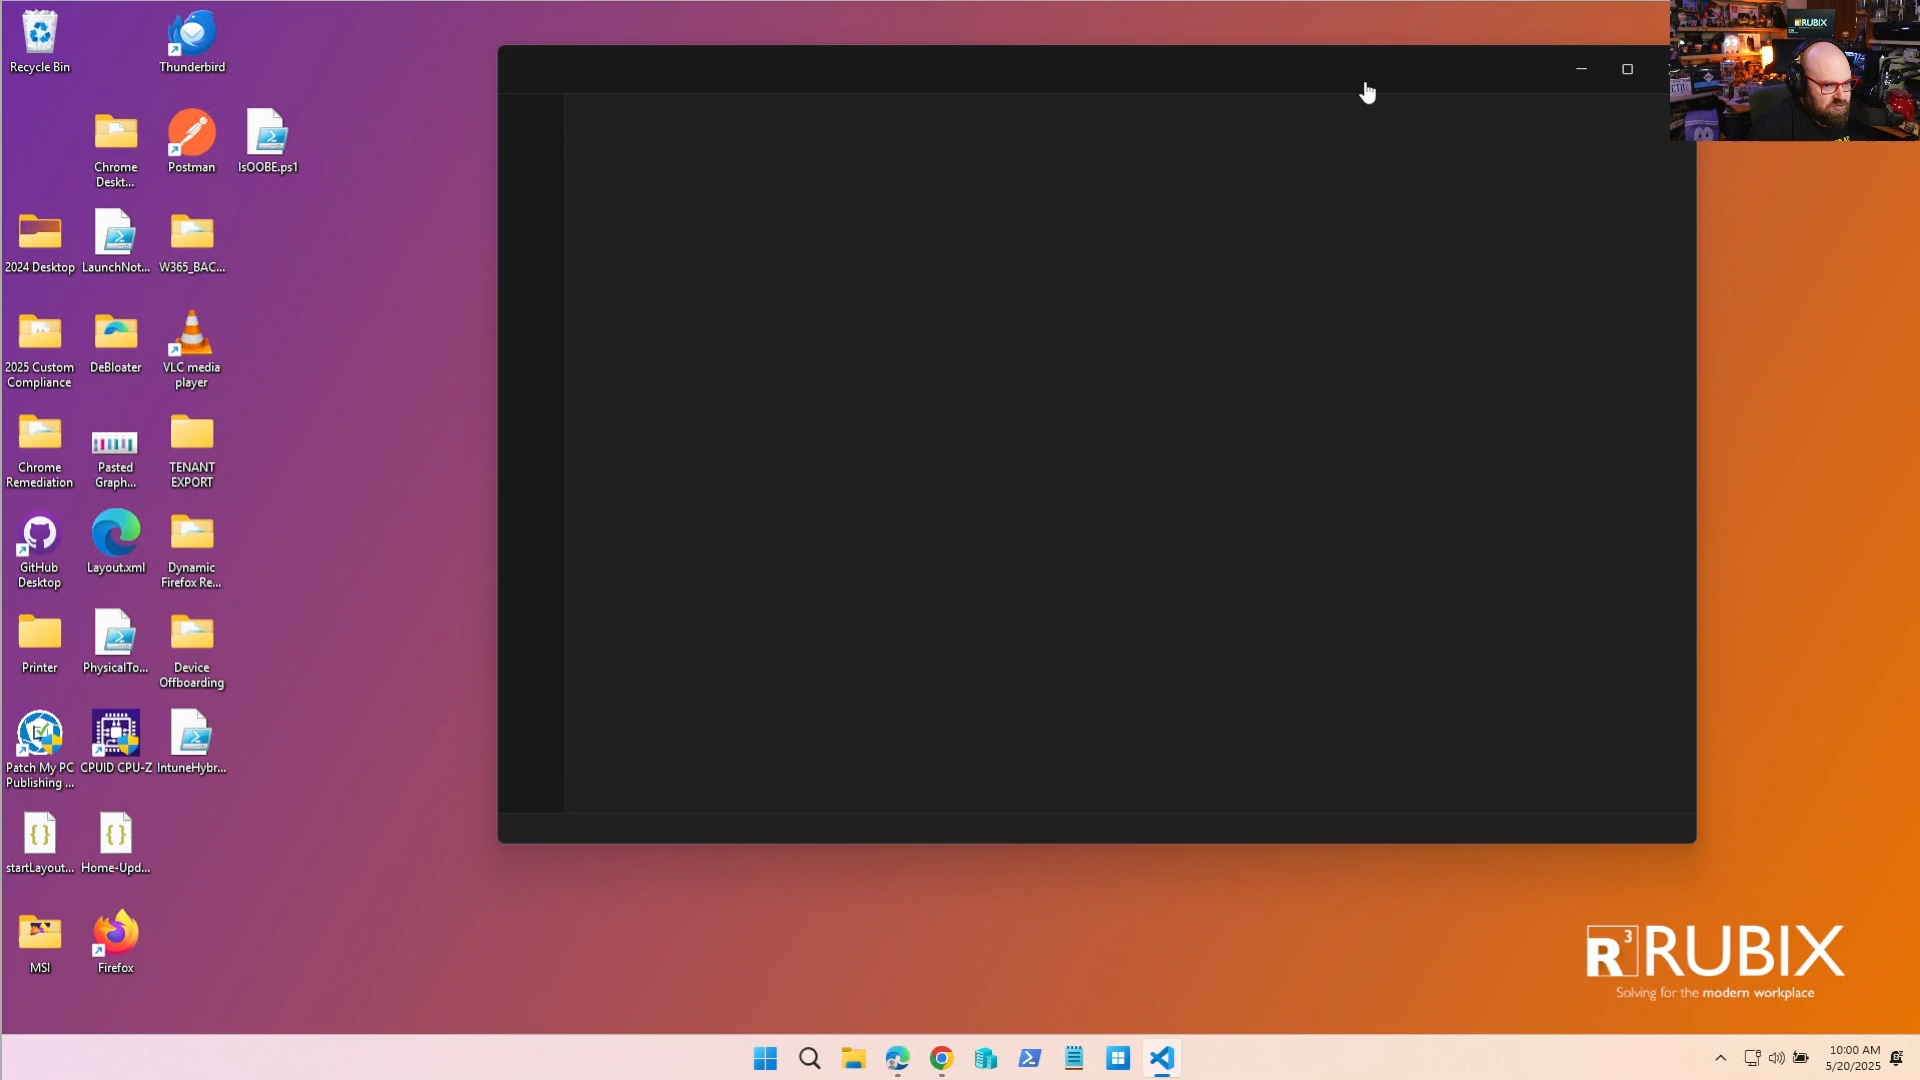 Recycle Bin
Thunderbird
Chrome
Deskt...
Postman
IsOOBE.ps1
2024 Desktop
LaunchNot...
W365_BAC...
2025 Custom
Compliance
DeBloater
VLC media
player
Chrome
Remediation
Pasted
Graph...
TENANT
EXPORT
GitHub
Desktop
Layout.xml
Dynamic
Firefox Re...
Printer
PhysicalTo...
Device
Offboarding
Patch My PC
Publishing ...
CPUID CPU-Z
IntuneHybr...
startLayout...
Home-Upd...
MSI
Firefox
RUBIX
R3 RUBIX
Solving for the modern workplace
10:00 AM
5/20/2025